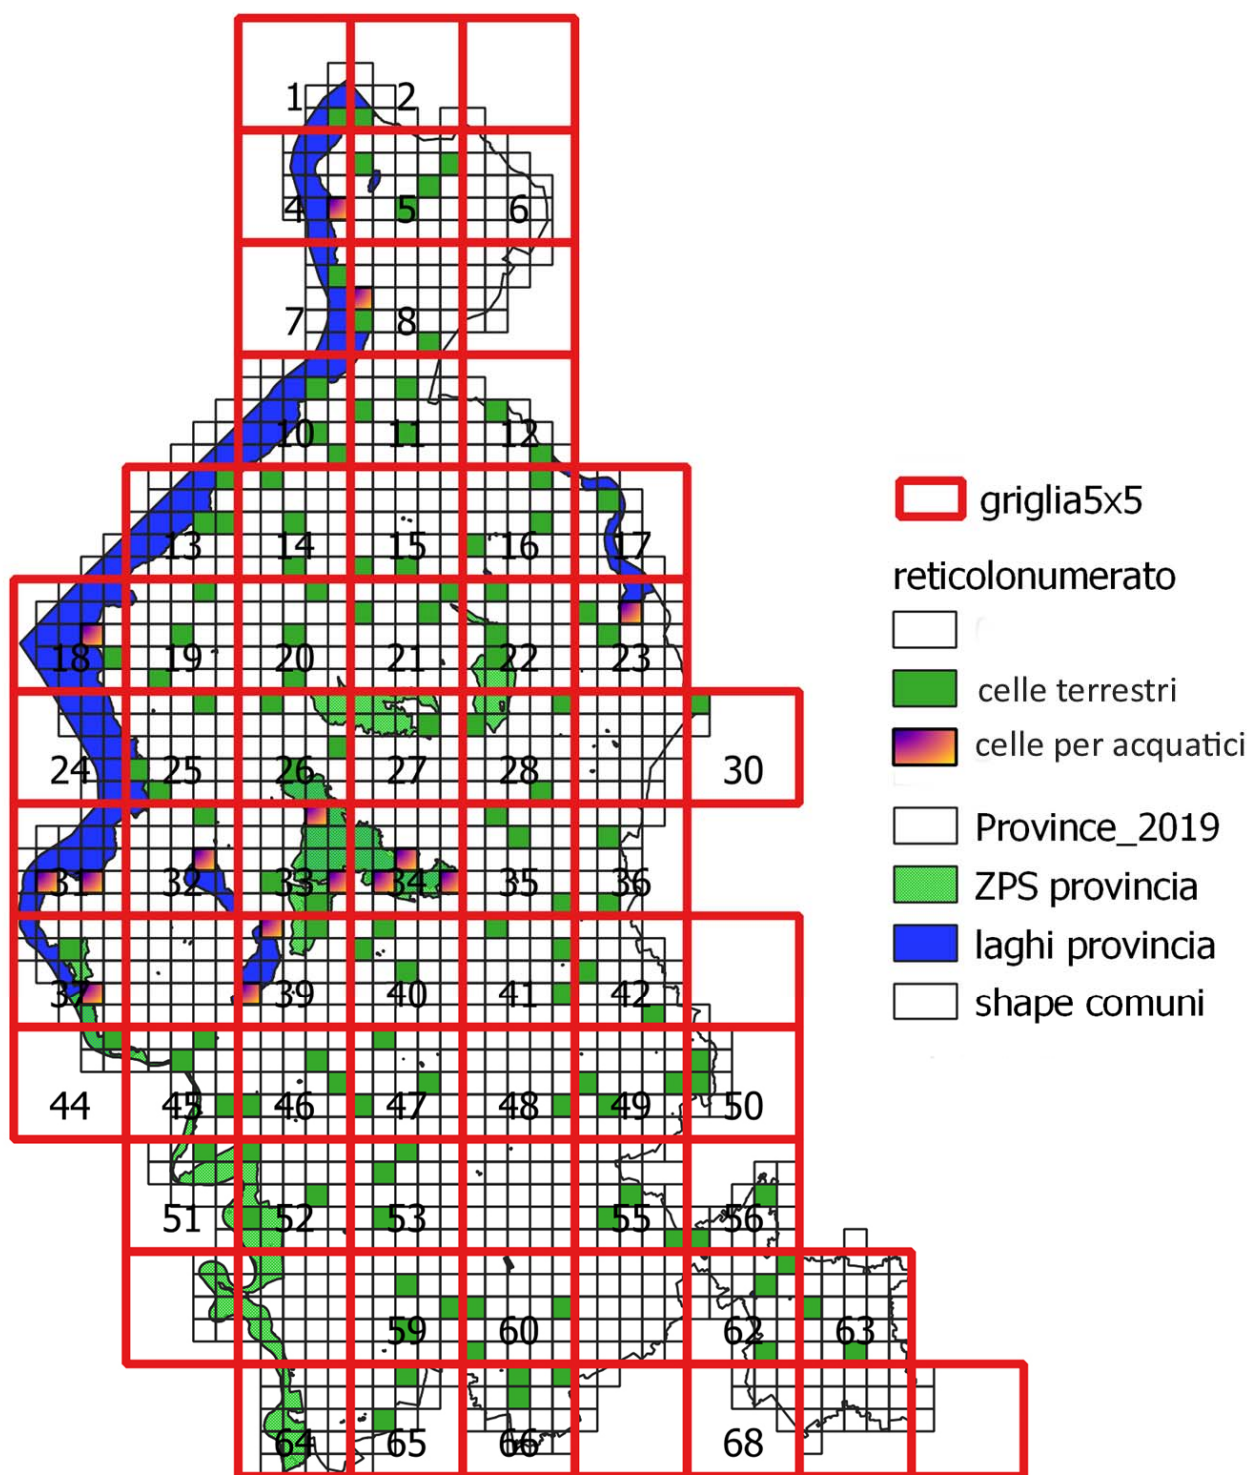 1 2
4 5 6
7 8
10 11 12
griglia5x5
13 14 15 16 17
reticolonumerato
18 19 20 21 22 23
celle terrestri
celle per acquatici
24 25 26 27 28 30
Province_2019
31 32 33 34 35 36
ZPS provincia
laghi provincia
37 39 40 41 42
shape comuni
44 45 46 47 48 49 50
51 52 53 55 56
59 60 62 63
64 65 66 68